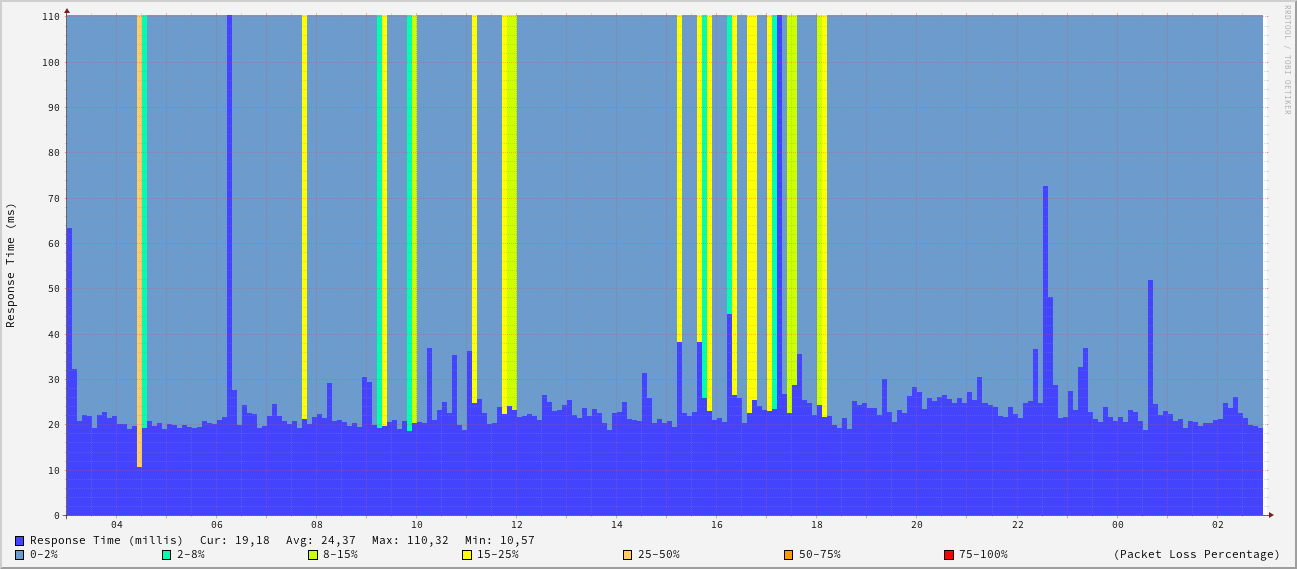 RRDTOOL / TOBI OETIKER
Response Time (ms)
110
100
90
80
70
60
50
40
30
20
10
0
04 06 08 10 12 14 16 18 20 22 00 02
Response Time (millis) Cur: 19,18 Avg: 24,37 Max: 110,32 Min: 10,57
0-2% 2-8% 8-15% 15-25% 25-50% 50-75% 75-100% (Packet Loss Percentage)